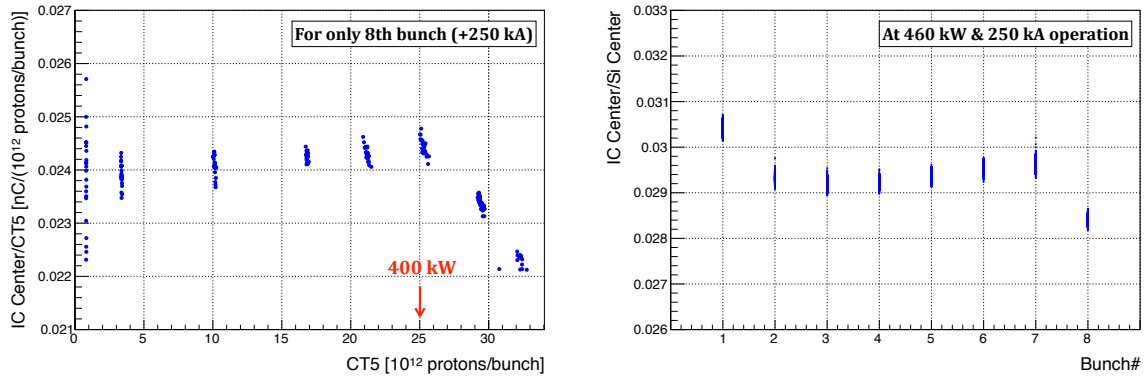 IC Center/CT5 [nC/(10¹² protons/bunch)]
0.027
0.026
0.025
0.024
0.023
0.022
0.021
For only 8th bunch (+250 kA)
400 kW
0 5 10 15 20 25 30
CT5 [10¹² protons/bunch]
IC Center/Si Center
0.033
0.032
0.031
0.03
0.029
0.028
0.027
0.026
At 460 kW & 250 kA operation
1 2 3 4 5 6 7 8
Bunch#